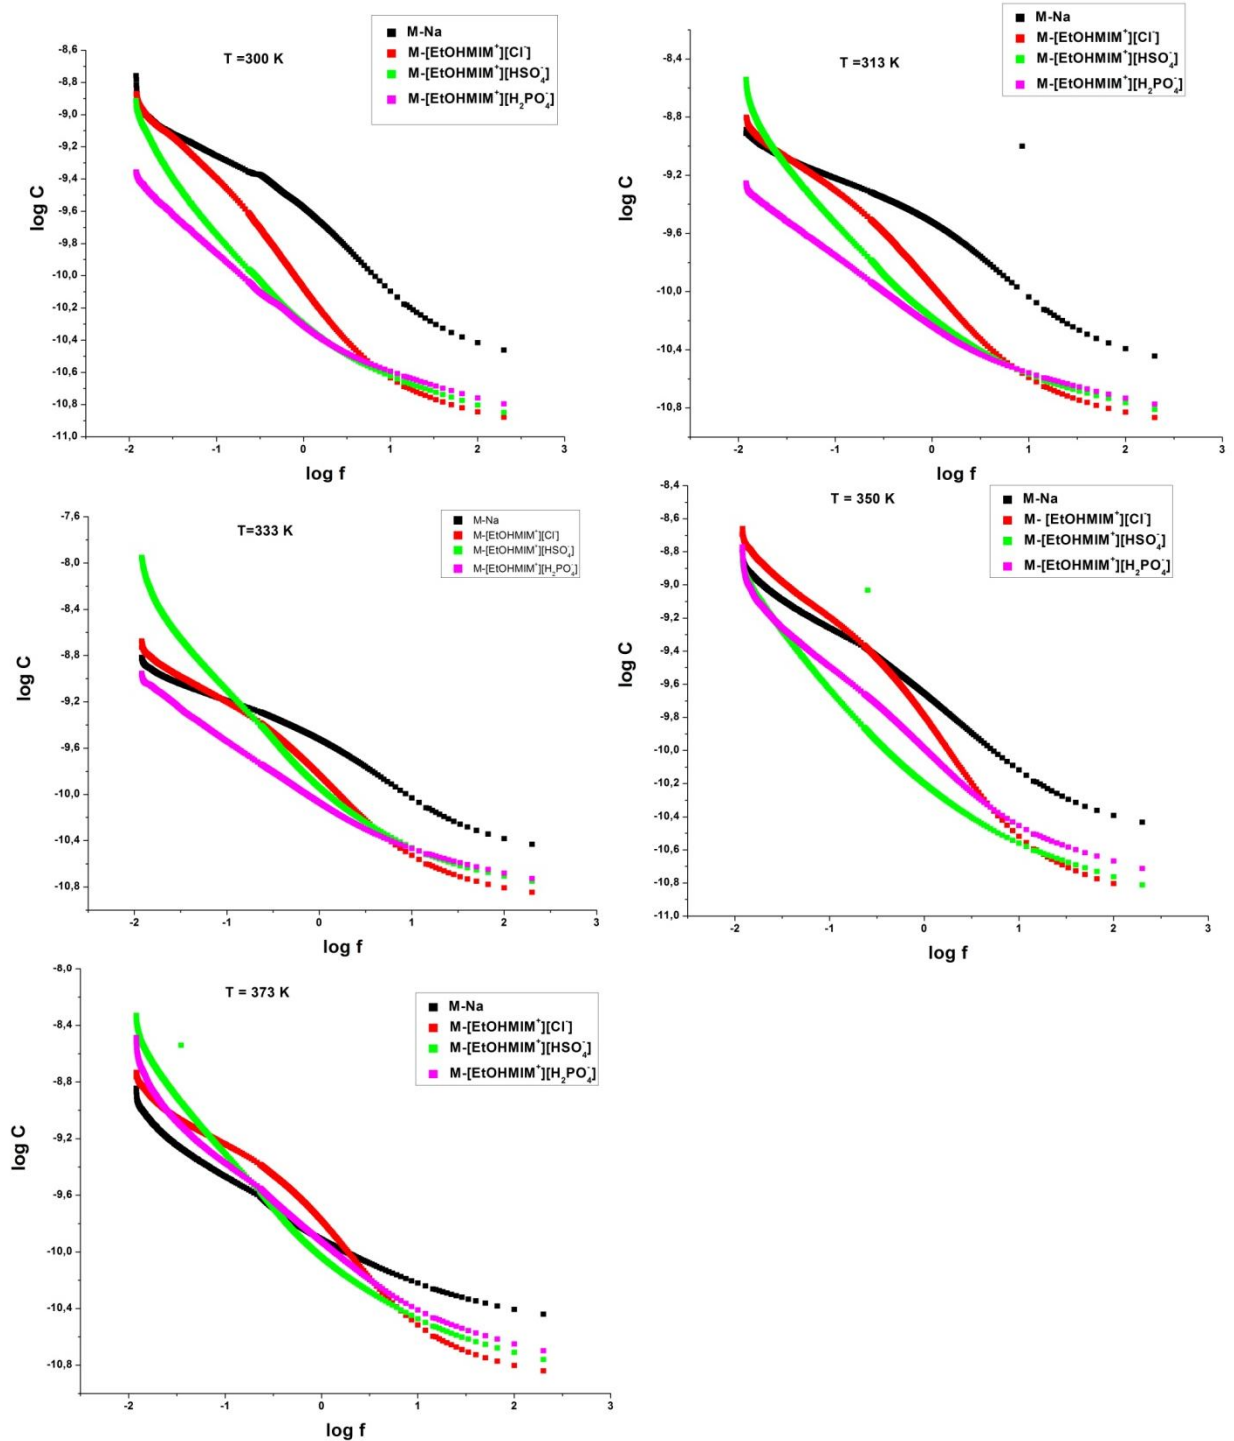 T =300 K
M-Na
M-[EtOHMIM⁺][Cl⁻]
M-[EtOHMIM⁺][HSO₄⁻]
M-[EtOHMIM⁺][H₂PO₄⁻]
log C
-8,6
-8,8
-9,0
-9,2
-9,4
-9,6
-9,8
-10,0
-10,2
-10,4
-10,6
-10,8
-11,0
-2
-1
0
1
2
3
log f
T =313 K
M-Na
M-[EtOHMIM⁺][Cl⁻]
M-[EtOHMIM⁺][HSO₄⁻]
M-[EtOHMIM⁺][H₂PO₄⁻]
log C
-8,4
-8,8
-9,2
-9,6
-10,0
-10,4
-10,8
-2
-1
0
1
2
3
log f
T=333 K
M-Na
M-[EtOHMIM⁺][Cl⁻]
M-[EtOHMIM⁺][HSO₄⁻]
M-[EtOHMIM⁺][H₂PO₄⁻]
log C
-7,6
-8,0
-8,4
-8,8
-9,2
-9,6
-10,0
-10,4
-10,8
-2
-1
0
1
2
3
log f
T = 350 K
M-Na
M- [EtOHMIM⁺][Cl⁻]
M-[EtOHMIM⁺][HSO₄⁻]
M-[EtOHMIM⁺][H₂PO₄⁻]
log C
-8,4
-8,6
-8,8
-9,0
-9,2
-9,4
-9,6
-9,8
-10,0
-10,2
-10,4
-10,6
-10,8
-11,0
-2
-1
0
1
2
3
log f
T = 373 K
M-Na
M-[EtOHMIM⁺][Cl⁻]
M-[EtOHMIM⁺][HSO₄⁻]
M-[EtOHMIM⁺][H₂PO₄⁻]
log C
-8,0
-8,4
-8,8
-9,2
-9,6
-10,0
-10,4
-10,8
-2
-1
0
1
2
3
log f